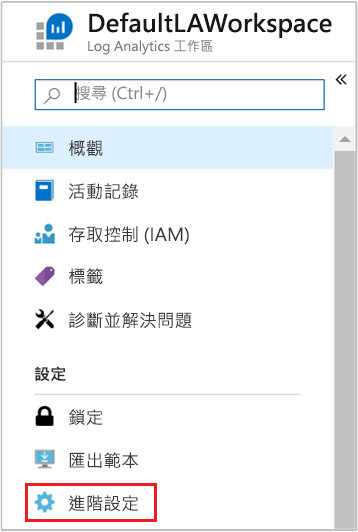 DefaultLAWorkspace
Log Analytics 工作區
搜尋 (Ctrl+/)
概觀
活動記錄
存取控制 (IAM)
標籤
診斷並解決問題
設定
鎖定
匯出範本
進階設定